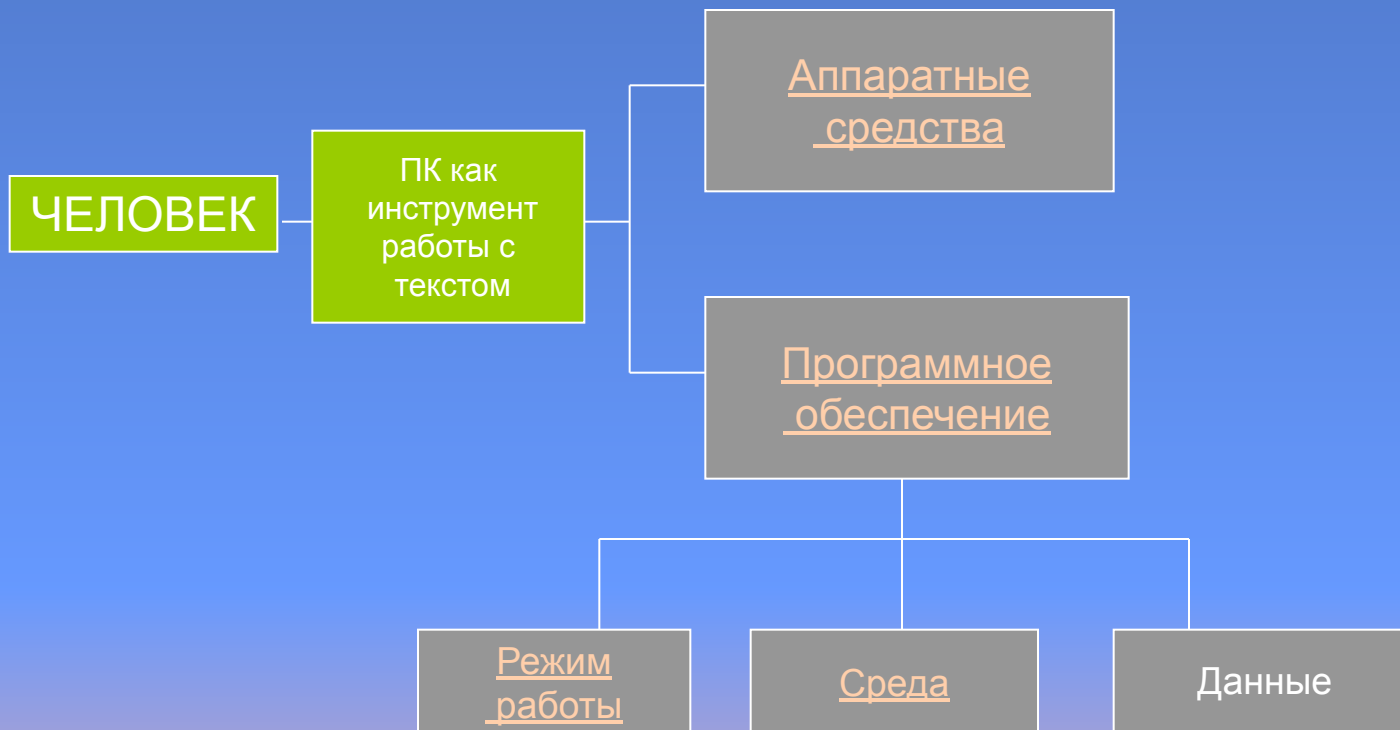 ЧЕЛОВЕК
ПК как
инструмент
работы с
текстом
Аппаратные
средства
Программное
обеспечение
Режим
работы
Среда
Данные